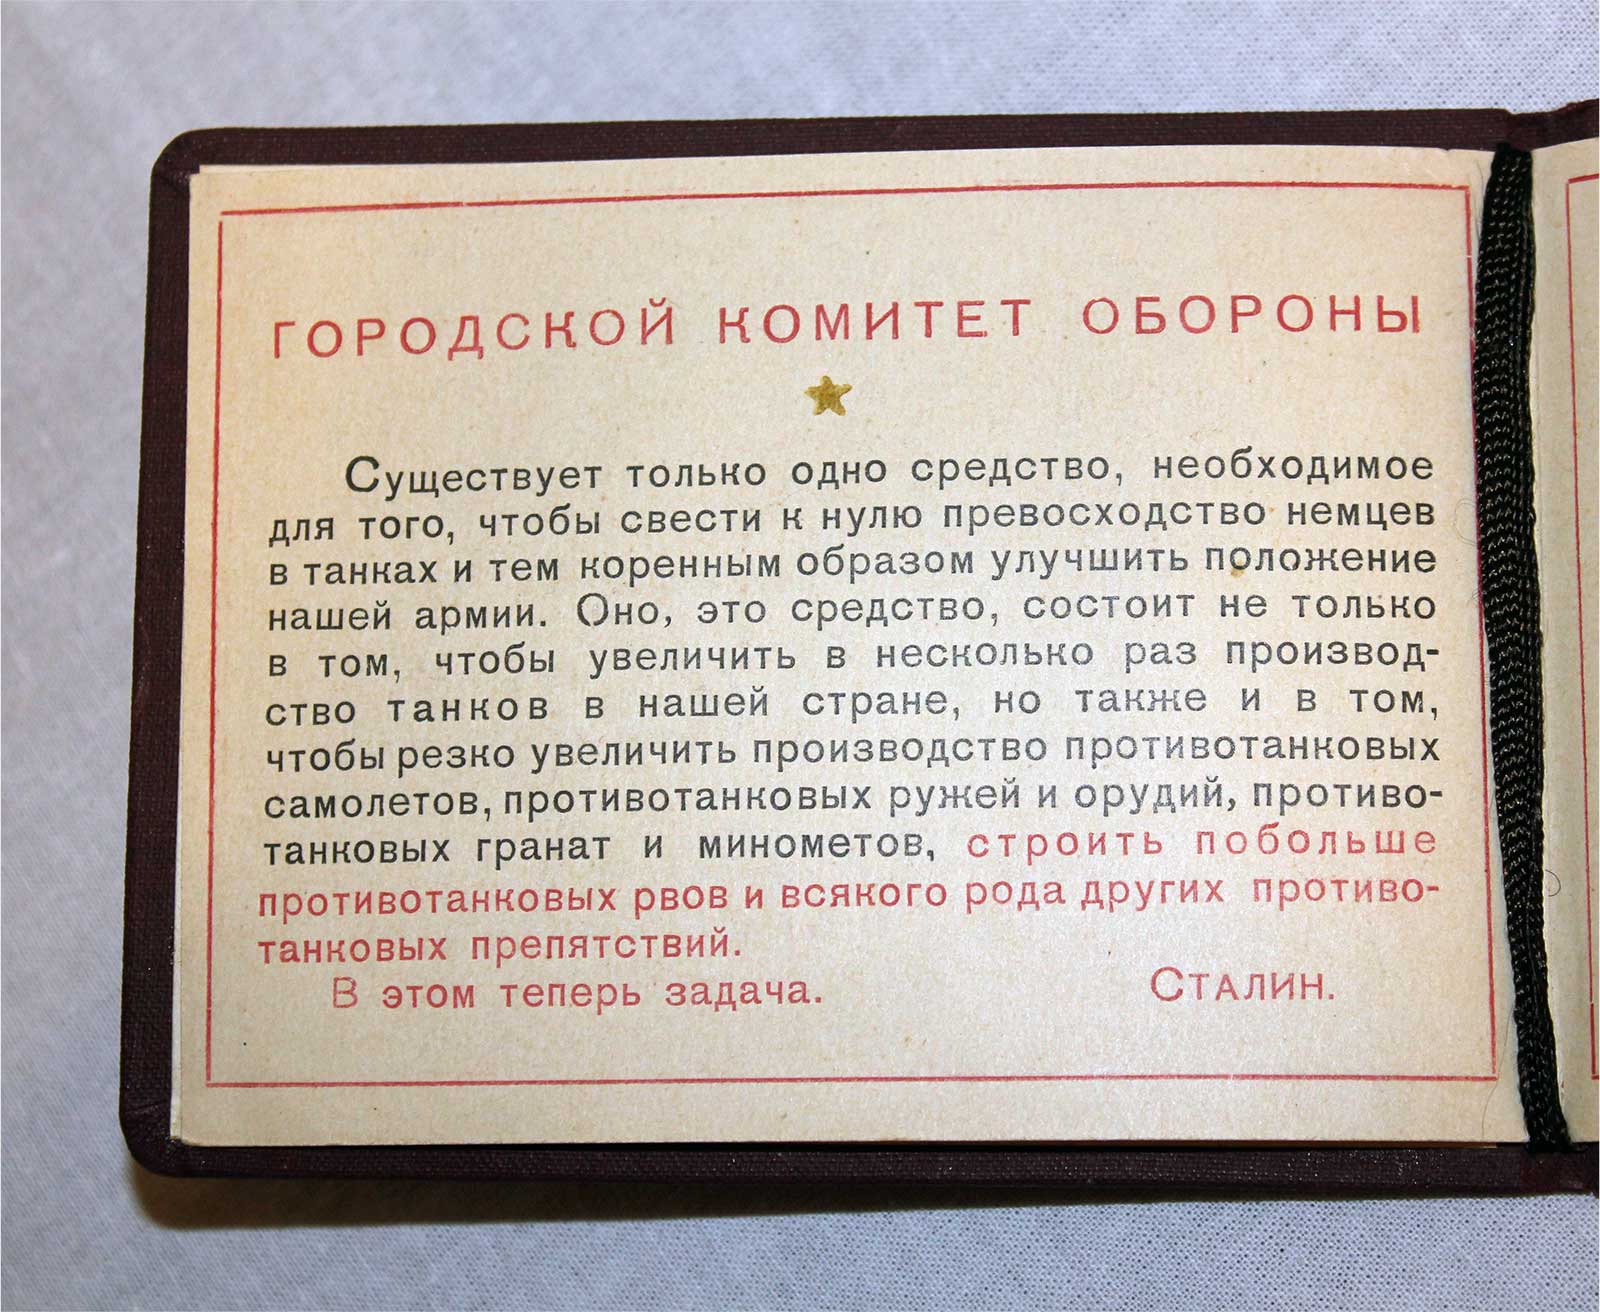 ГОРОДСКОЙ КОМИТЕТ ОБОРОНЫ
Существует только одно средство, необходимое
для того, чтобы свести к нулю превосходство немцев
в танках и тем коренным образом улучшить положение
нашей армии. Оно, это средство, состоит не только
в том, чтобы увеличить в несколько раз производ-
ство танков в нашей стране, но также и в том,
чтобы резко увеличить производство противотанковых
самолетов, противотанковых ружей и орудий, противо-
танковых гранат и минометов, строить побольше
противотанковых рвов и всякого рода других противо-
танковых препятствий.
В этом теперь задача. СТАЛИН.